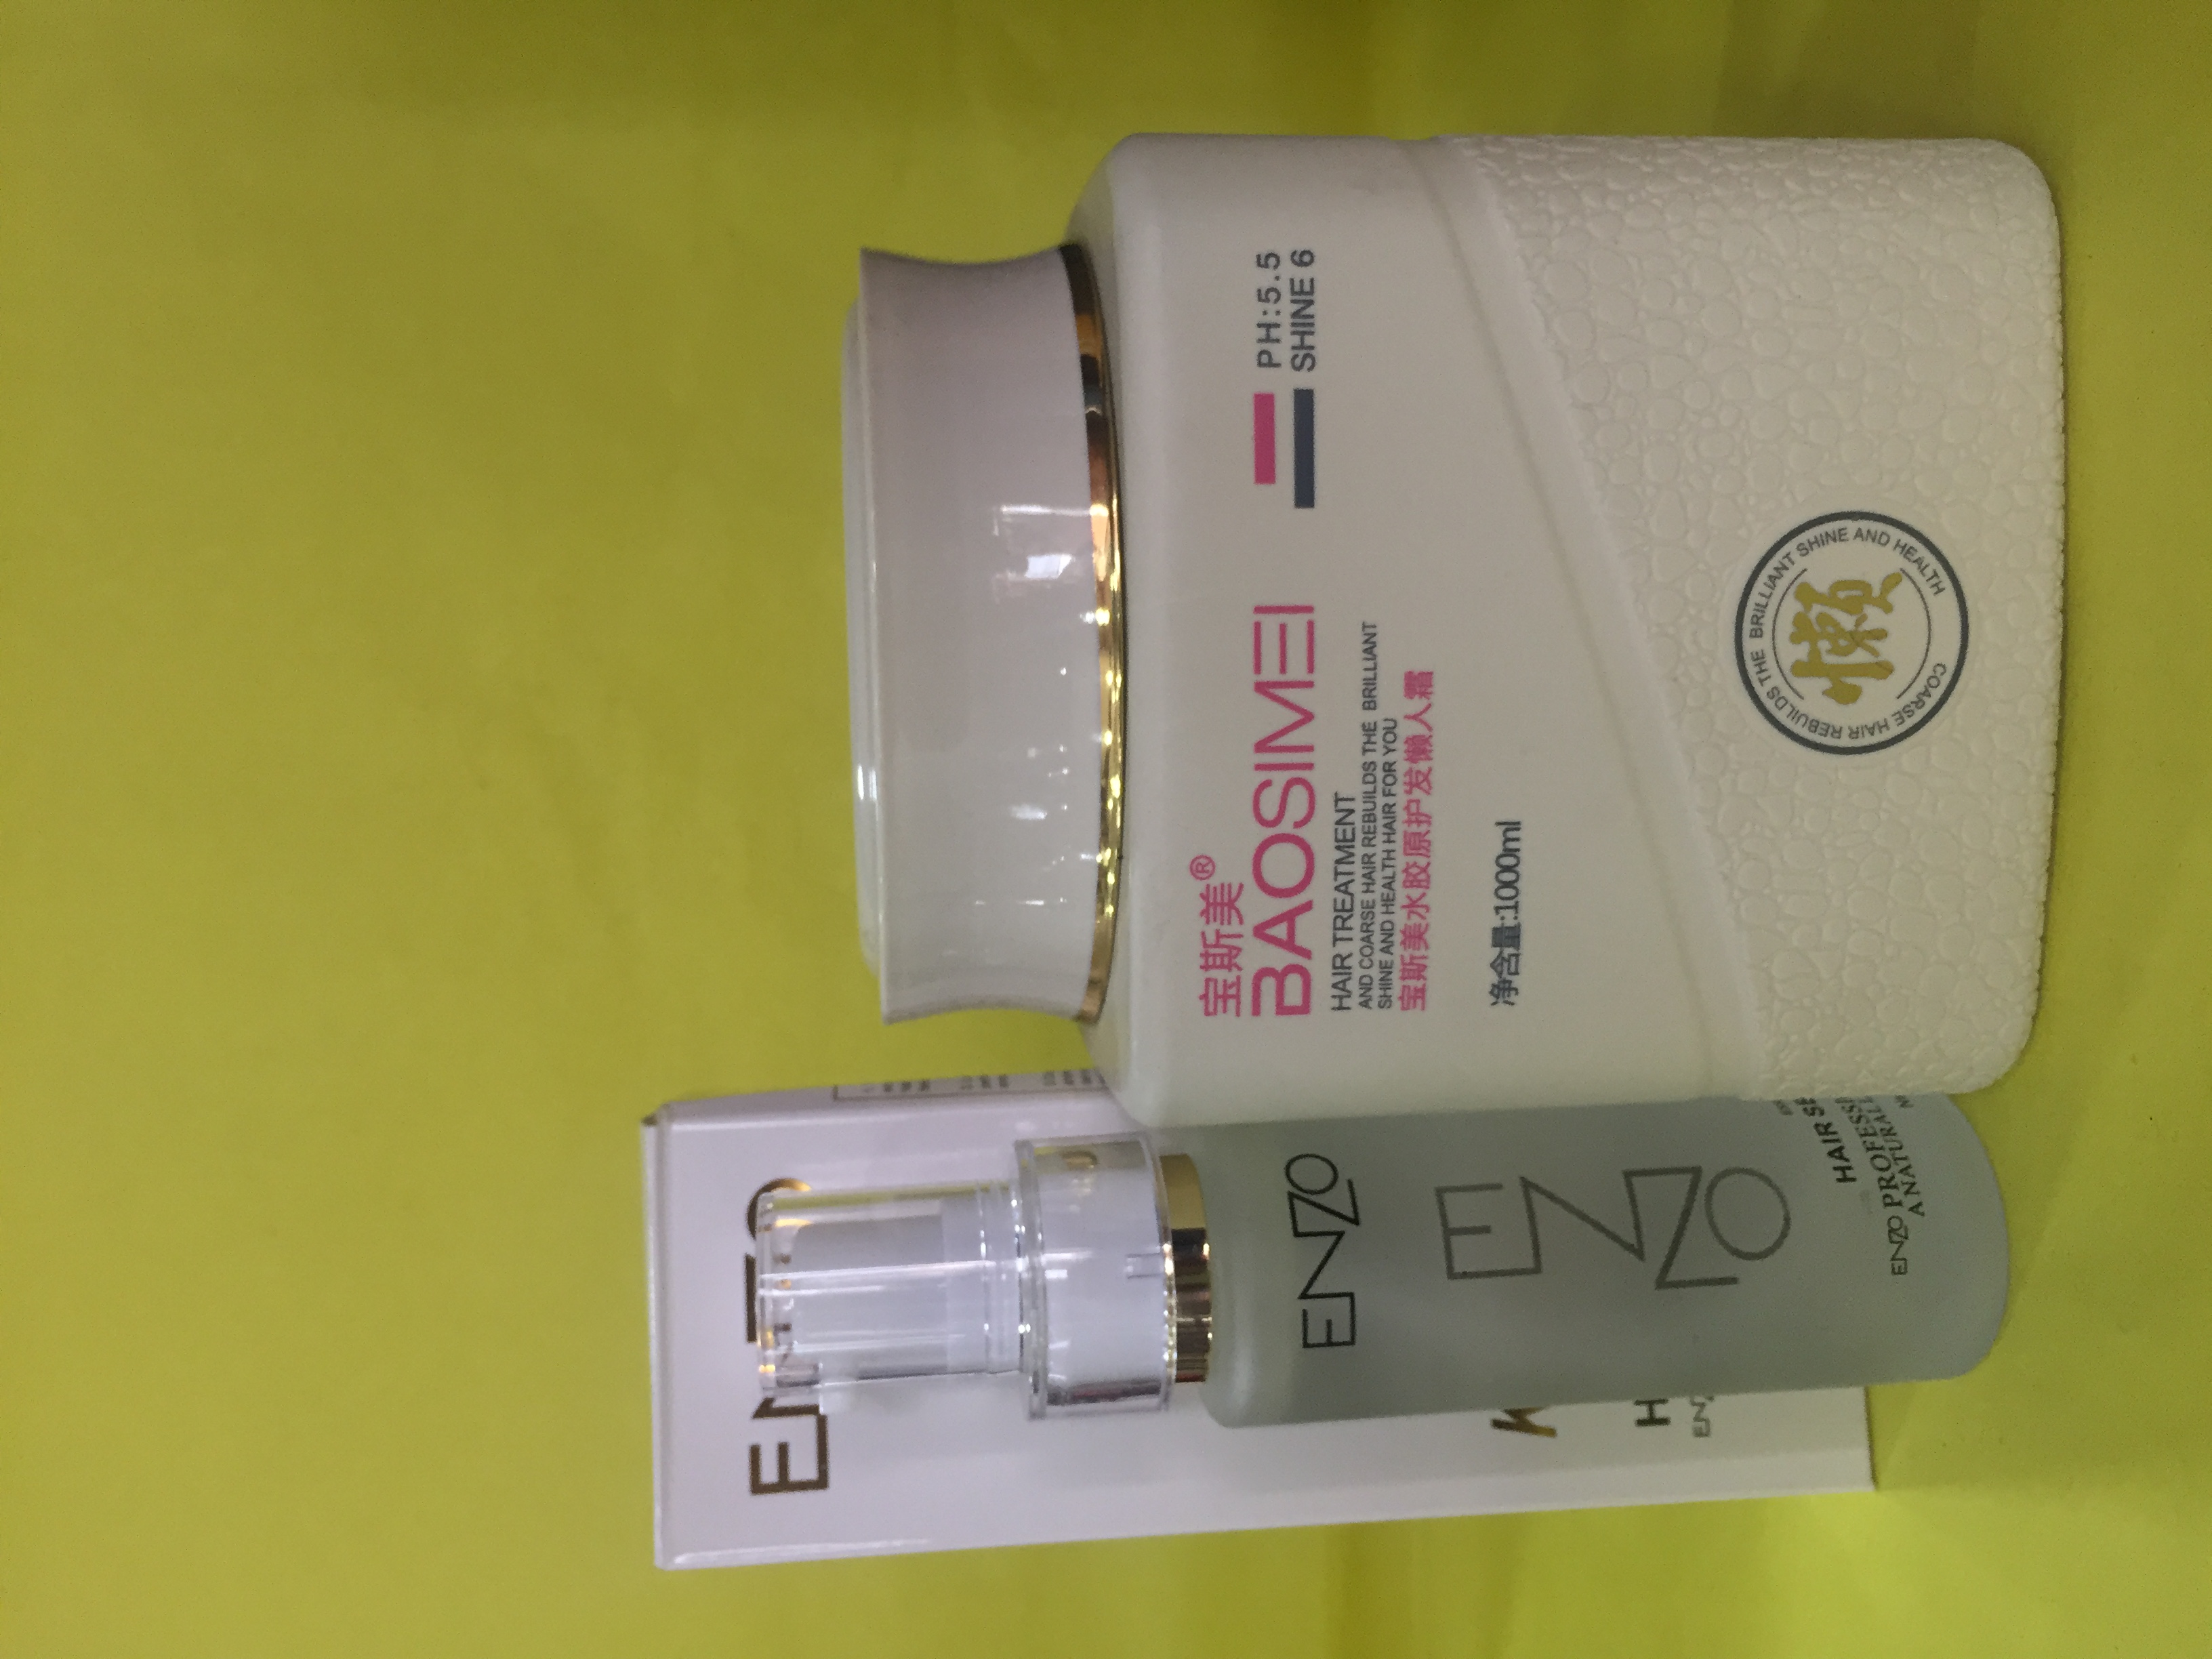 ENZO
ENZO
ENZO
HAIR
ENZO PROFESS
A NATURAL
宝斯美®
BAOSIMEI
HAIR TREATMENT
AND COARSE HAIR REBUILDS THE BRILLIANT
SHINE AND HEALTH HAIR FOR YOU
宝斯美水胶原护发懒人霜
净含量:1000ml
PH:5.5
SHINE 6
COARSE HAIR REBUILDS THE BRILLIANT SHINE AND HEALTH
懒